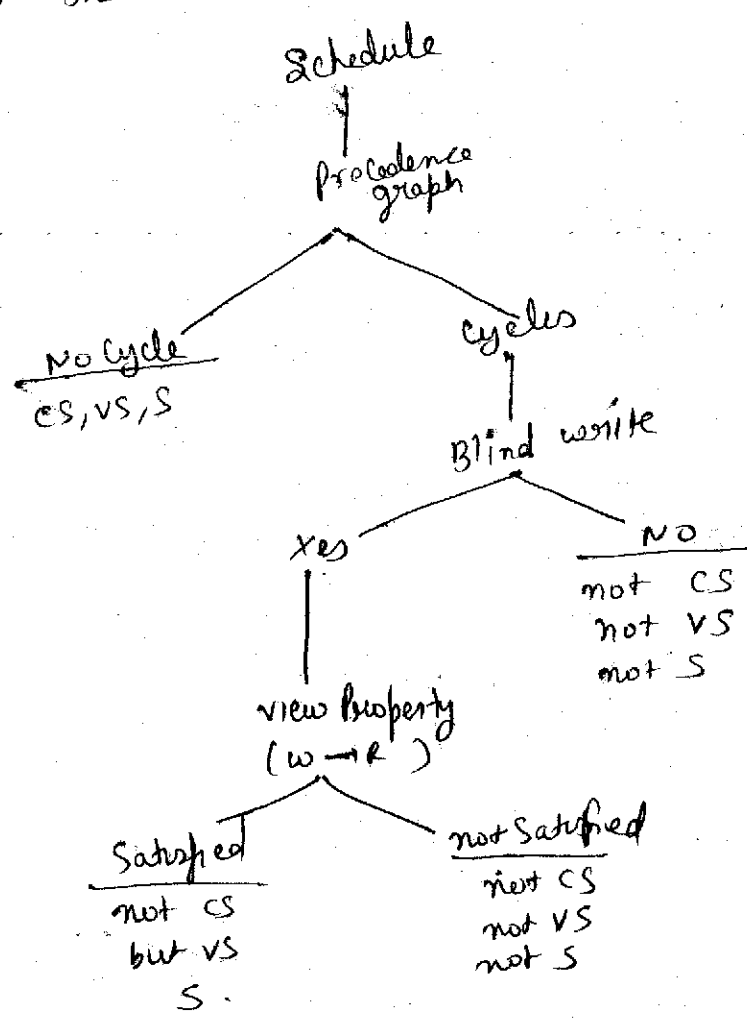 Schedule
Precedence
graph
No Cycle
CS, VS, S
Cycles
Blind write
Yes
NO
not CS
not VS
not S
view Property
(w → R)
Satisfied
not CS
but VS
S.
not Satisfied
not CS
not VS
not S